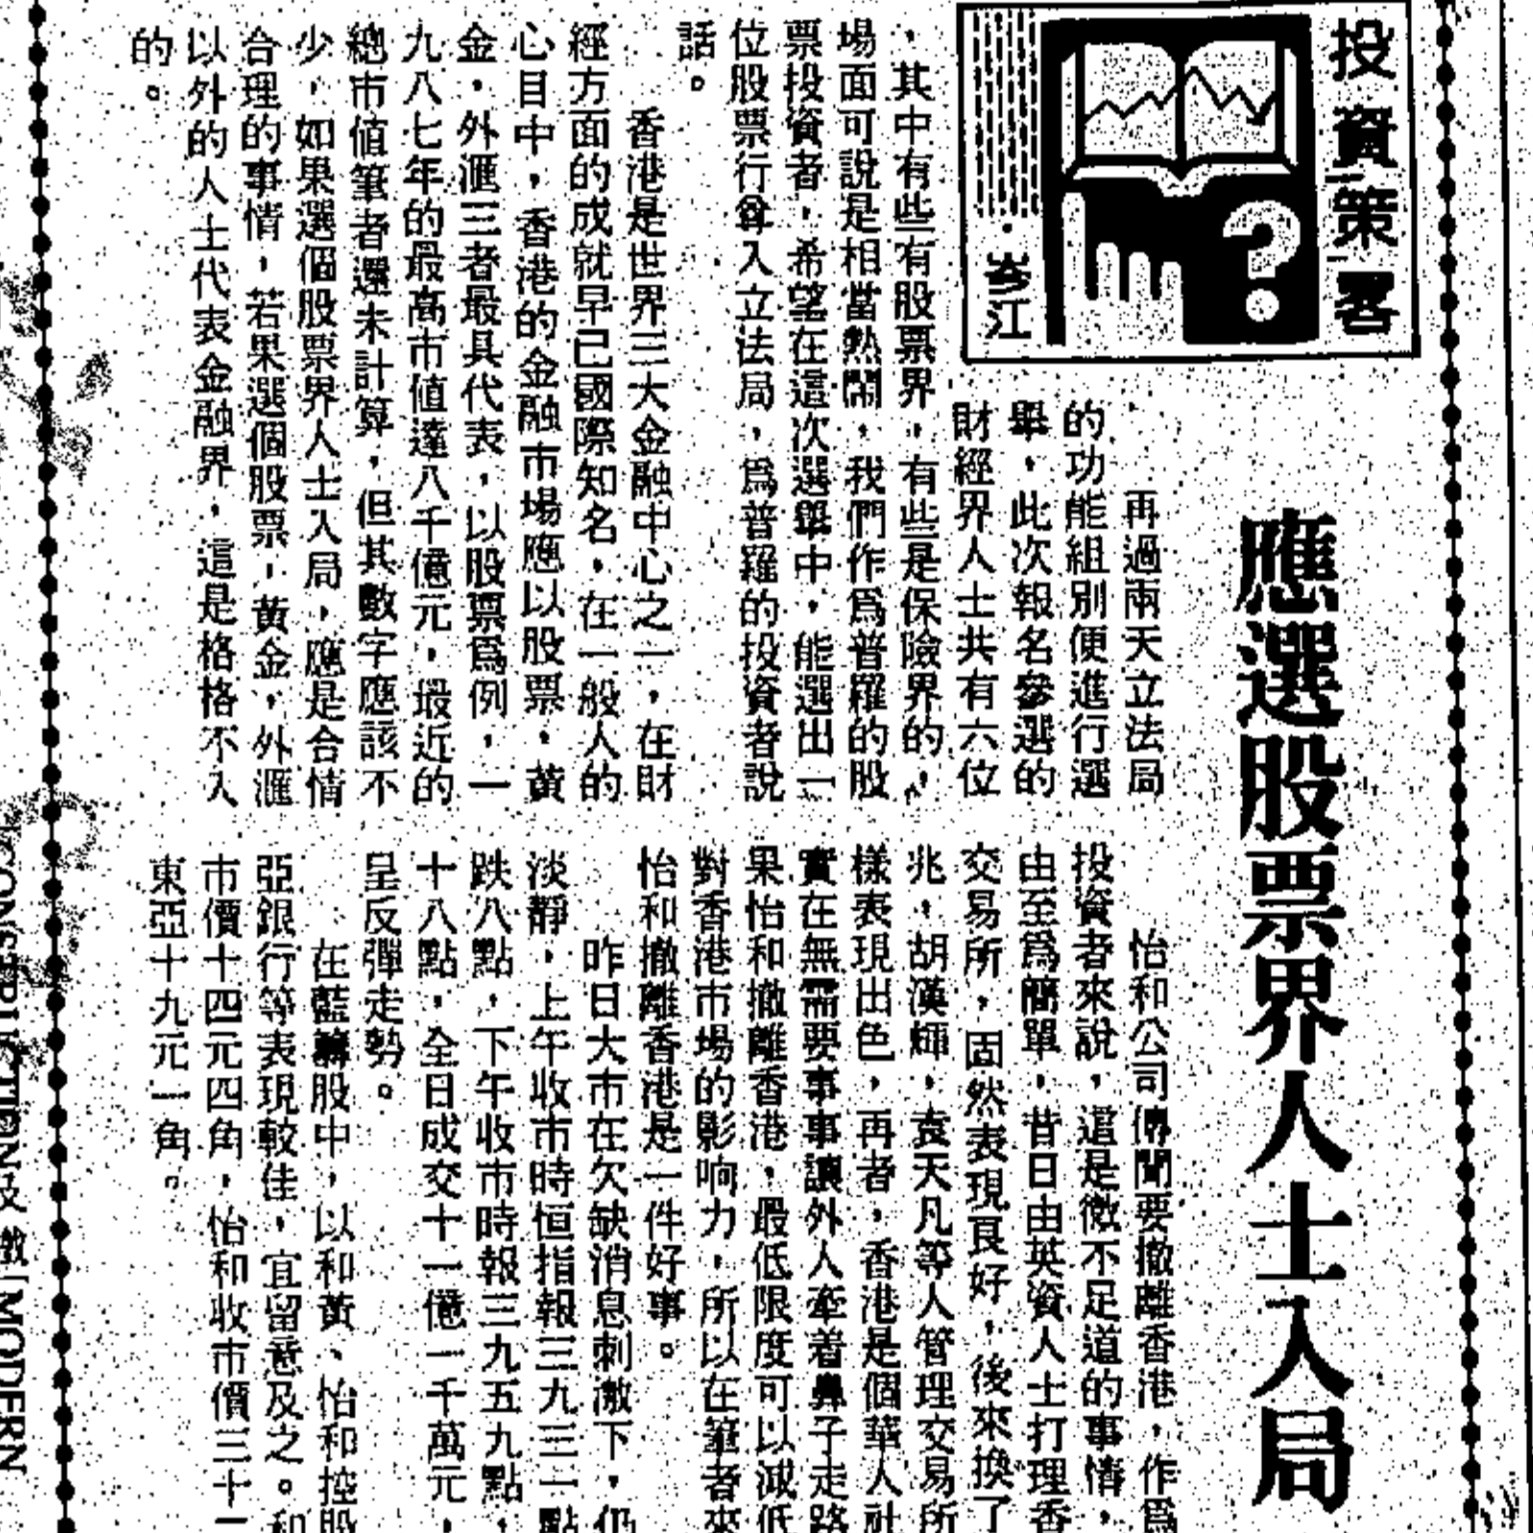 投資策畧
岑江
應選股票界人士入局
再過兩天立法局
的功能組別便進行選
舉，此次報名參選的
財經界人士共有六位
，其中有些有股票界，有些是保險界的，
場面可說是相當熱鬧，我們作爲普羅的股
票投資者，希望在這次選舉中，能選出一
位股票行
入立法局，爲普羅的投資者說
話。
香港是世界三大金融中心之一，在財
經方面的成就早已國際知名，在一般人的
心目中，香港的金融市場應以股票，黃
金，外滙三者最具代表，以股票爲例，一
九八七年的最高市值達八千億元，最近的
總市值筆者還未計算，但其數字應該不
少，如果選個股票界人士入局，應是合情
合理的事情，若果選個股票，黃金，外滙
以外的人士代表金融界，這是格格不入
的。
怡和公司傳聞要撤離香港，作爲
投資者來說，這是微不足道的事情，
由至爲簡單，昔日由英資人士打理香
交易所，固然表現良好，後來換了
兆，胡漢輝，袁天凡等人管理交易所
樣表現出色，再者，香港是個華人社
實在無需要事事讓外人牽着鼻子走路
果怡和撤離香港，最低限度可以減低
對香港市場的影响力，所以在筆者來
怡和撤離香港是一件好事。
昨日大市在欠缺消息刺激下，仍
淡靜，上午收市時恒指報三九三一點
跌八點，下午收市時報三九五九點，
十八點，全日成交十一億一千萬元，
呈反彈走勢。
在藍籌股中，以和黃、怡和控股
亞銀行等表現較佳，宜留意及之。和
市價十四元四角，怡和收市價三十一
東亞十九元一角。
CONSTRUCTION及 徵「MODERN